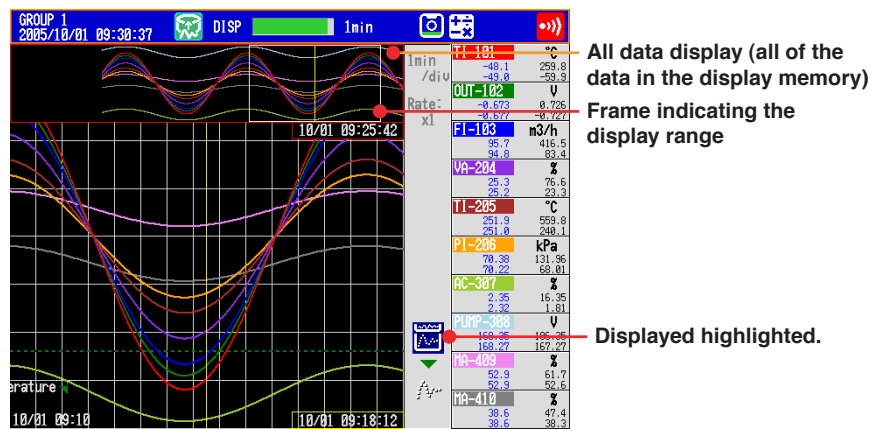 GROUP 1
2005/10/01 09:30:37
DISP
1min
1min
/div
Rate:
x1
10/01 09:25:42
TI-101 °C
-48.1 259.8
-49.0 -59.9
OUT-102 V
-0.673 0.726
-0.677 -0.727
FI-103 m3/h
95.7 416.5
94.8 83.4
VA-204 %
25.3 76.6
25.2 23.3
TI-205 °C
251.9 559.8
251.0 240.1
PI-206 kPa
70.38 131.96
70.22 68.01
AC-307 %
2.35 16.35
2.32 1.81
PUMP-308 V
168.35 186.35
168.27 167.27
MA-409 %
52.9 61.7
52.9 52.6
MA-410 %
38.6 47.4
38.6 38.3
erature
10/01 09:10
10/01 09:18:12
All data display (all of the
data in the display memory)
Frame indicating the
display range
Displayed highlighted.